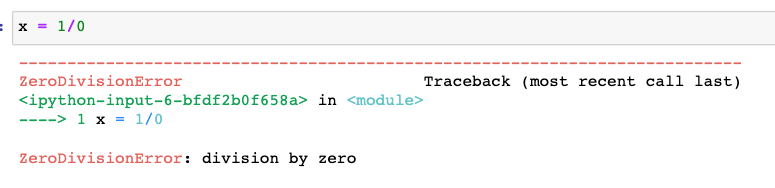 : x = 1/0
---------------------------------------------------------------------------
ZeroDivisionError                         Traceback (most recent call last)
<ipython-input-6-bfdf2b0f658a> in <module>
----> 1 x = 1/0

ZeroDivisionError: division by zero